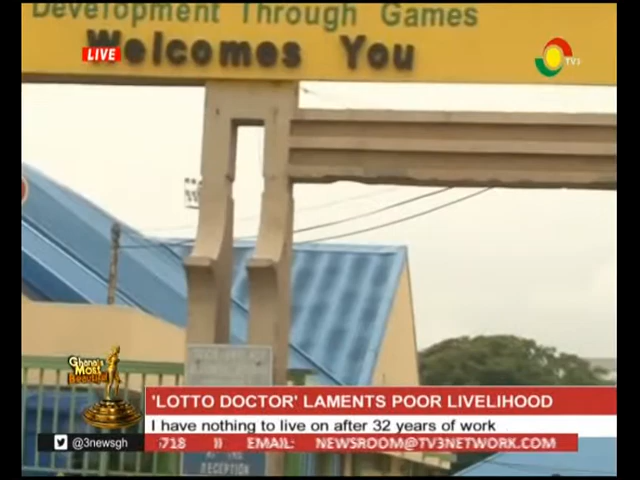 Development Through Games
LIVE
Welcomes You
TV3
Ghana's
Most
Beautiful
'LOTTO DOCTOR' LAMENTS POOR LIVELIHOOD
I have nothing to live on after 32 years of work
@3newsgh
718 || EMAIL: NEWSROOM@TV3NETWORK.COM
RECEPTION